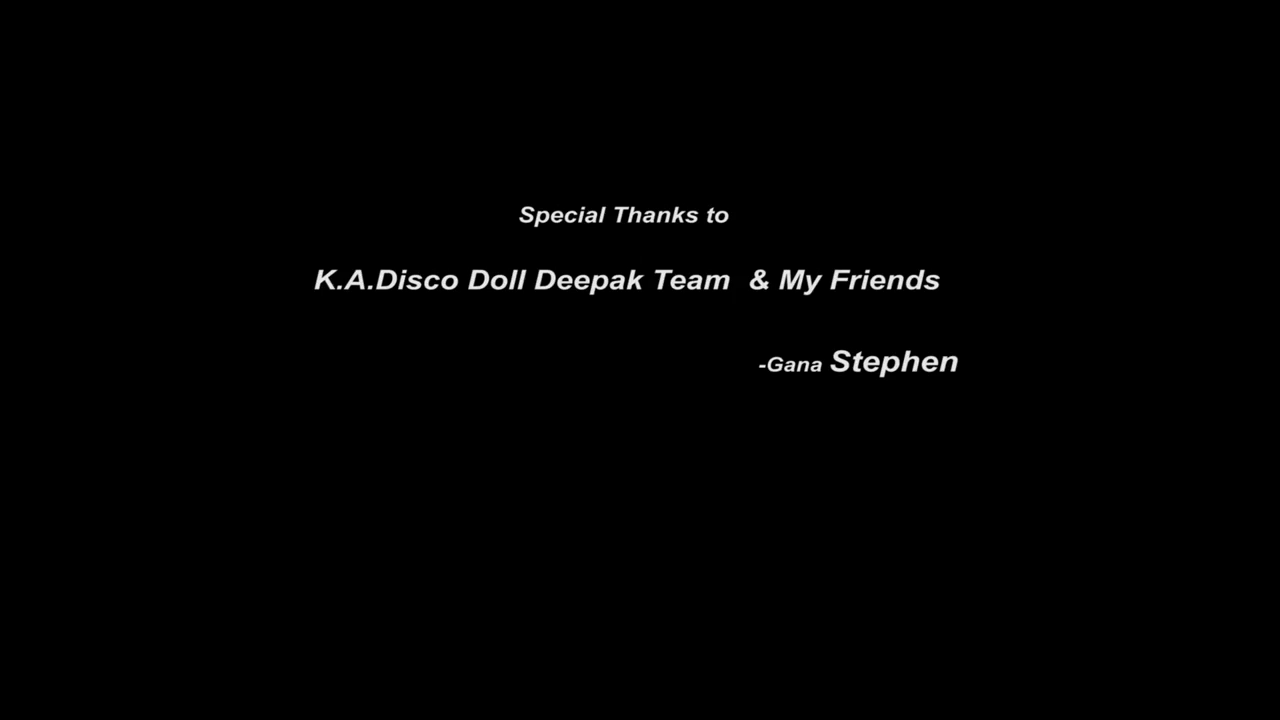 Special Thanks to
K.A.Disco Doll Deepak Team & My Friends
-Gana Stephen